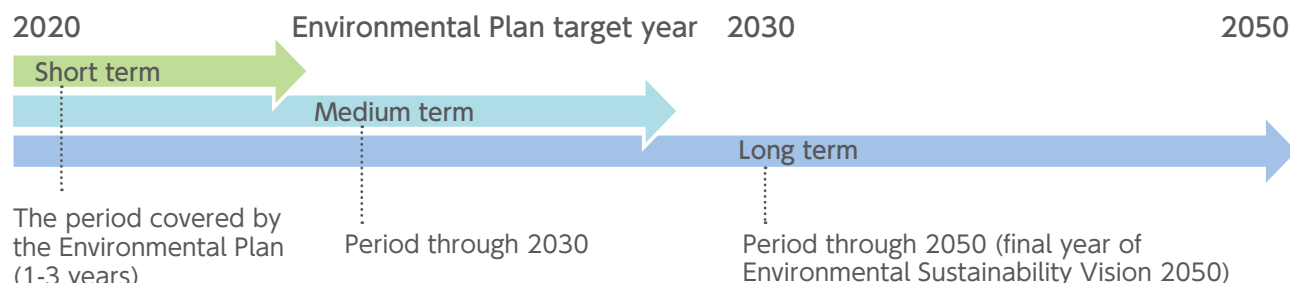 2020 Environmental Plan target year 2030 2050
Short term
Medium term
Long term
The period covered by
the Environmental Plan
(1-3 years)
Period through 2030
Period through 2050 (final year of
Environmental Sustainability Vision 2050)